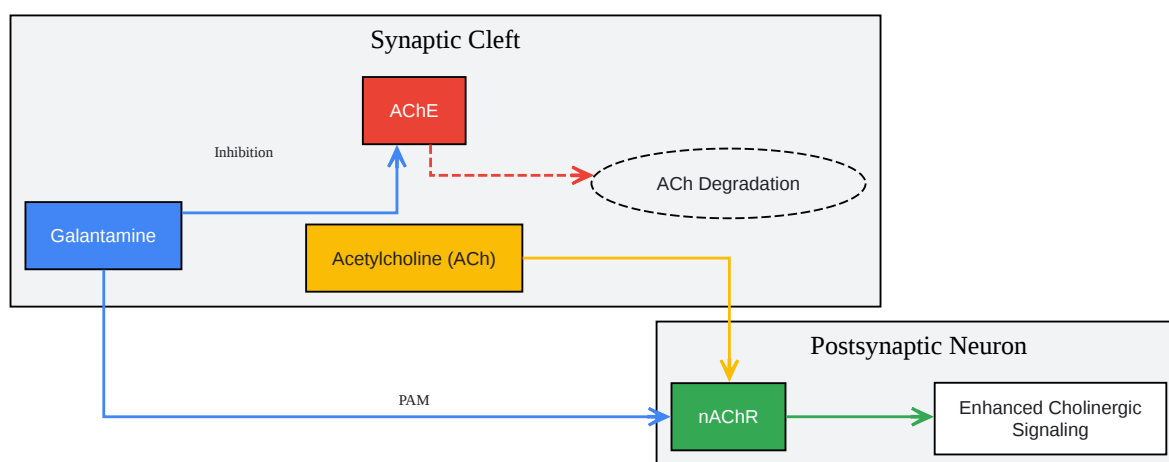 Synaptic Cleft
AChE
Inhibition
ACh Degradation
Galantamine
Acetylcholine (ACh)
Postsynaptic Neuron
PAM
nAChR
Enhanced Cholinergic
Signaling